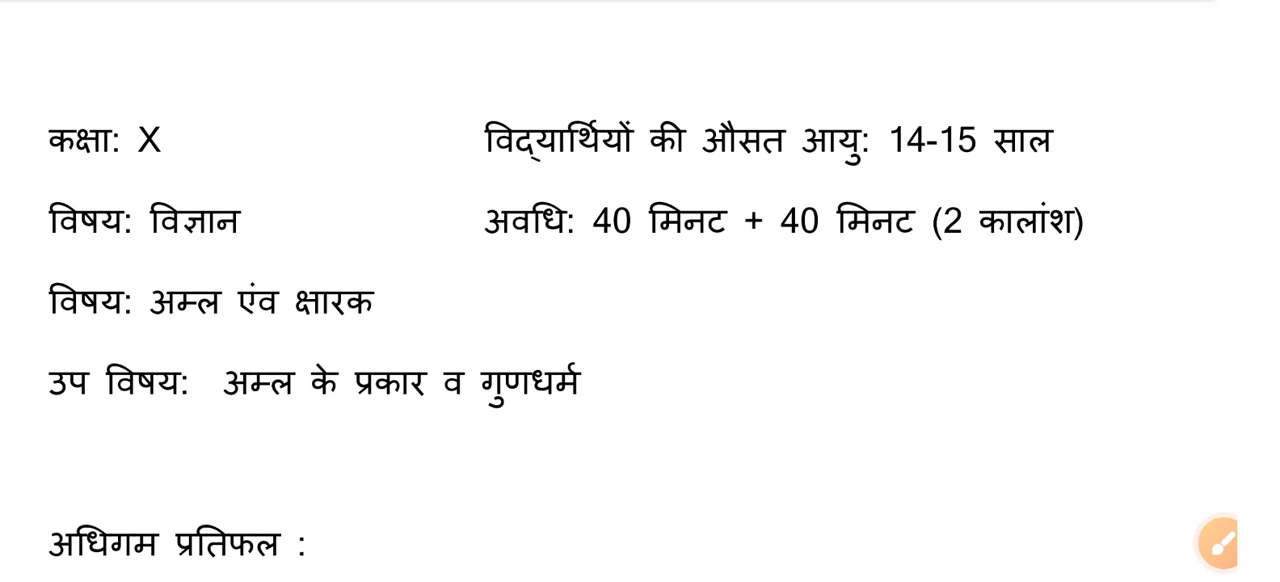 कक्षा: X विद्यार्थियों की औसत आयु: 14-15 साल
विषय: विज्ञान अवधि: 40 मिनट + 40 मिनट (2 कालांश)
विषय: अम्ल एंव क्षारक
उप विषय: अम्ल के प्रकार व गुणधर्म
अधिगम प्रतिफल :